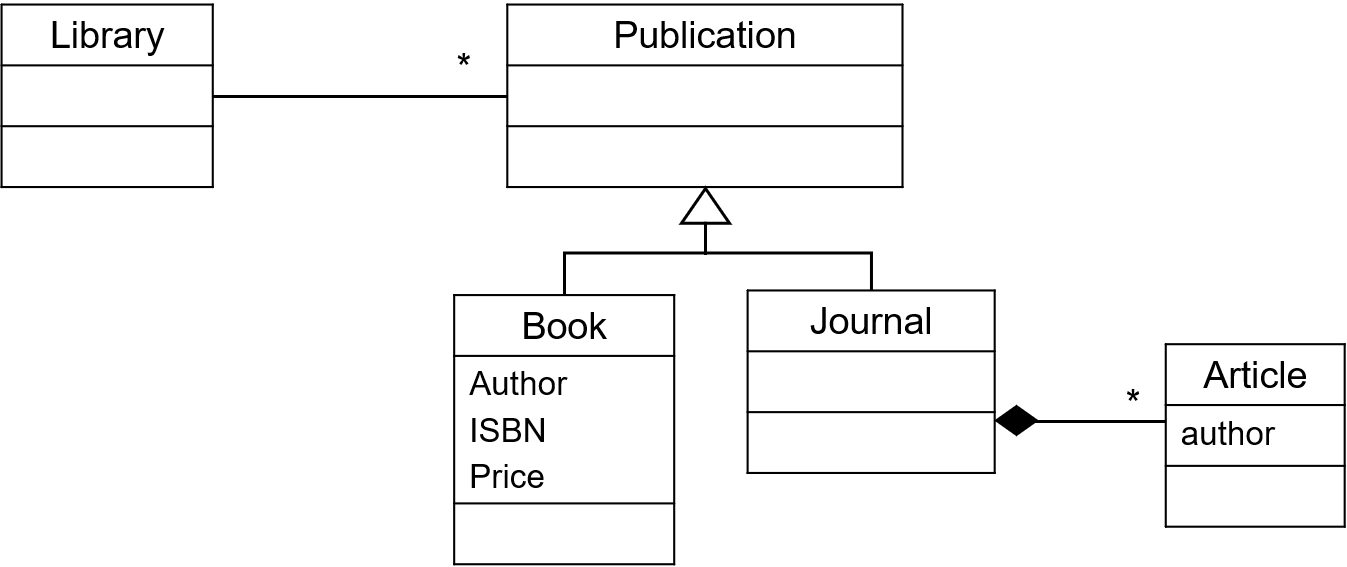 Library
*
Publication
Book
Author
ISBN
Price
Journal
*
Article
author